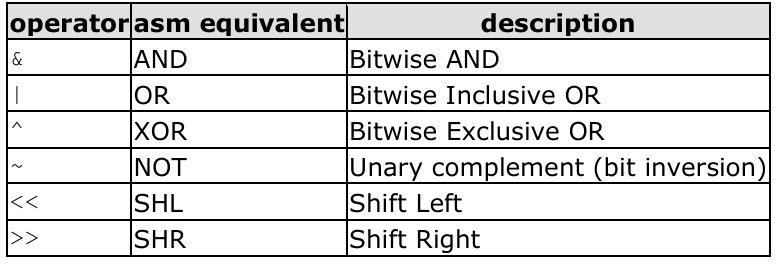 operator asm equivalent description
& AND Bitwise AND
| OR Bitwise Inclusive OR
^ XOR Bitwise Exclusive OR
~ NOT Unary complement (bit inversion)
<< SHL Shift Left
>> SHR Shift Right